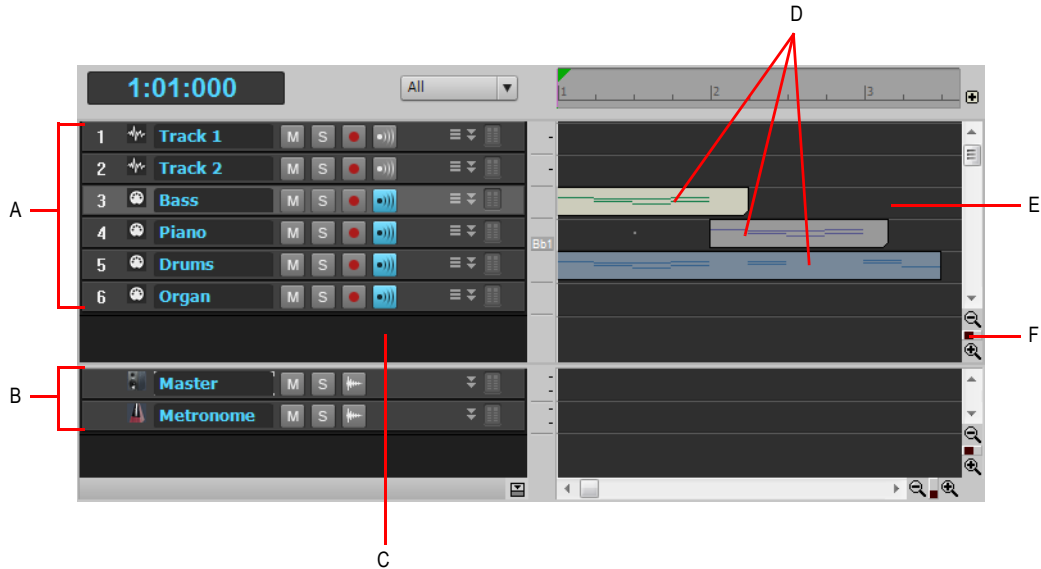 D
1:01:000 All 1 2 3
1 Track 1 M S
2 Track 2 M S
A 3 Bass M S E
4 Piano M S Bb1
5 Drums M S
6 Organ M S
F
B Master M S
Metronome M S
C